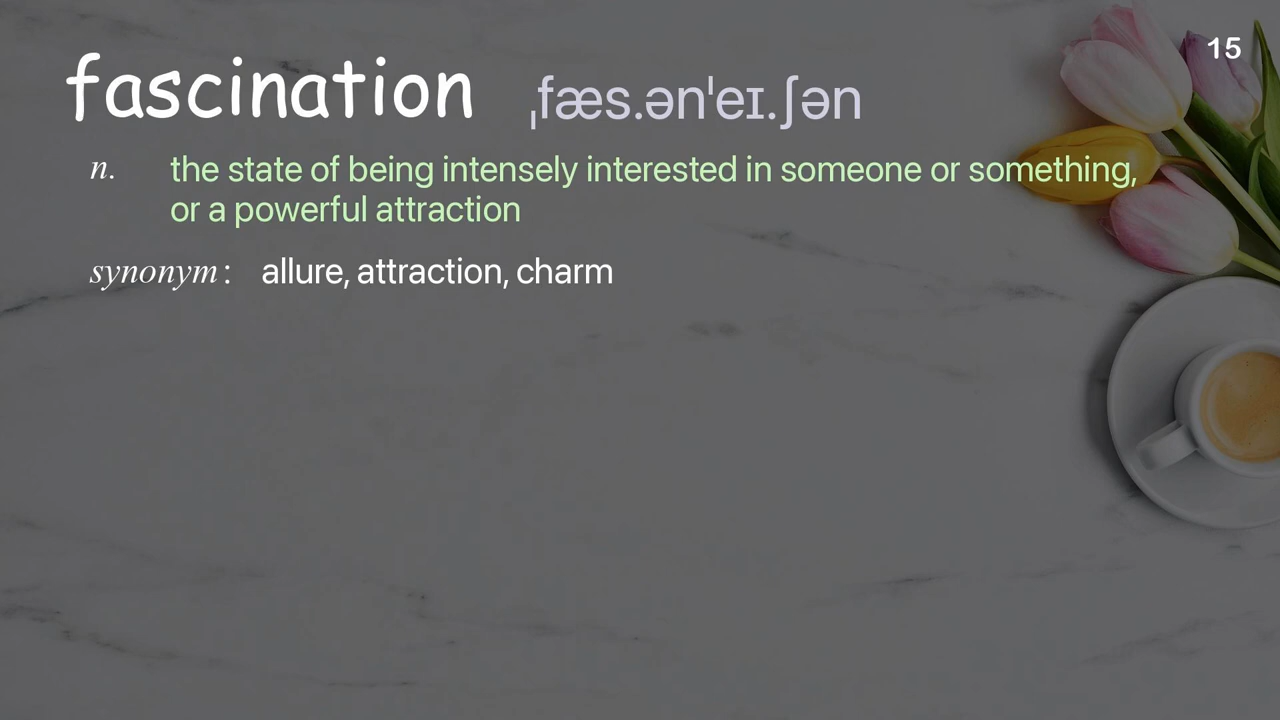 15
fascination ˌfæs.ənˈeɪ.ʃən
n. the state of being intensely interested in someone or something,
or a powerful attraction
synonym: allure, attraction, charm